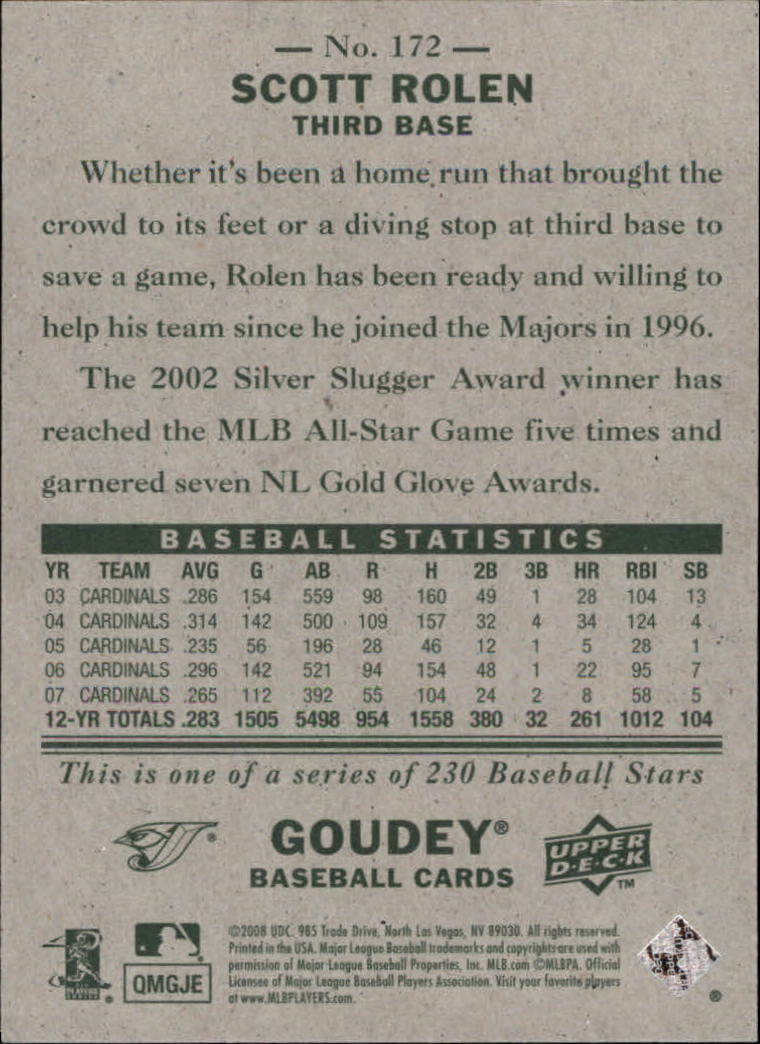 — No. 172 —
SCOTT ROLEN
THIRD BASE
Whether it's been a home run that brought the
crowd to its feet or a diving stop at third base to
save a game, Rolen has been ready and willing to
help his team since he joined the Majors in 1996.
The 2002 Silver Slugger Award winner has
reached the MLB All-Star Game five times and
garnered seven NL Gold Glove Awards.
BASEBALL STATISTICS
YR TEAM AVG G AB R H 2B 3B HR RBI SB
03 CARDINALS .286 154 559 98 160 49 1 28 104 13
04 CARDINALS .314 142 500 109 157 32 4 34 124 4
05 CARDINALS .235 56 196 28 46 12 1 5 28 1
06 CARDINALS .296 142 521 94 154 48 1 22 95 7
07 CARDINALS .265 112 392 55 104 24 2 8 58 5
12-YR TOTALS .283 1505 5498 954 1558 380 32 261 1012 104
This is one of a series of 230 Baseball Stars
GOUDEY®
BASEBALL CARDS
UPPER
D·E·C·K
™
©2008 UDC. 985 Trade Drive, North Las Vegas, NV 89030. All rights reserved.
Printed in the USA. Major League Baseball trademarks and copyrights are used with
permission of Major League Baseball Properties, Inc. MLB.com ©MLBPA. Official
Licensee of Major League Baseball Players Association. Visit your favorite players
at www.MLBPLAYERS.com.
QMGJE